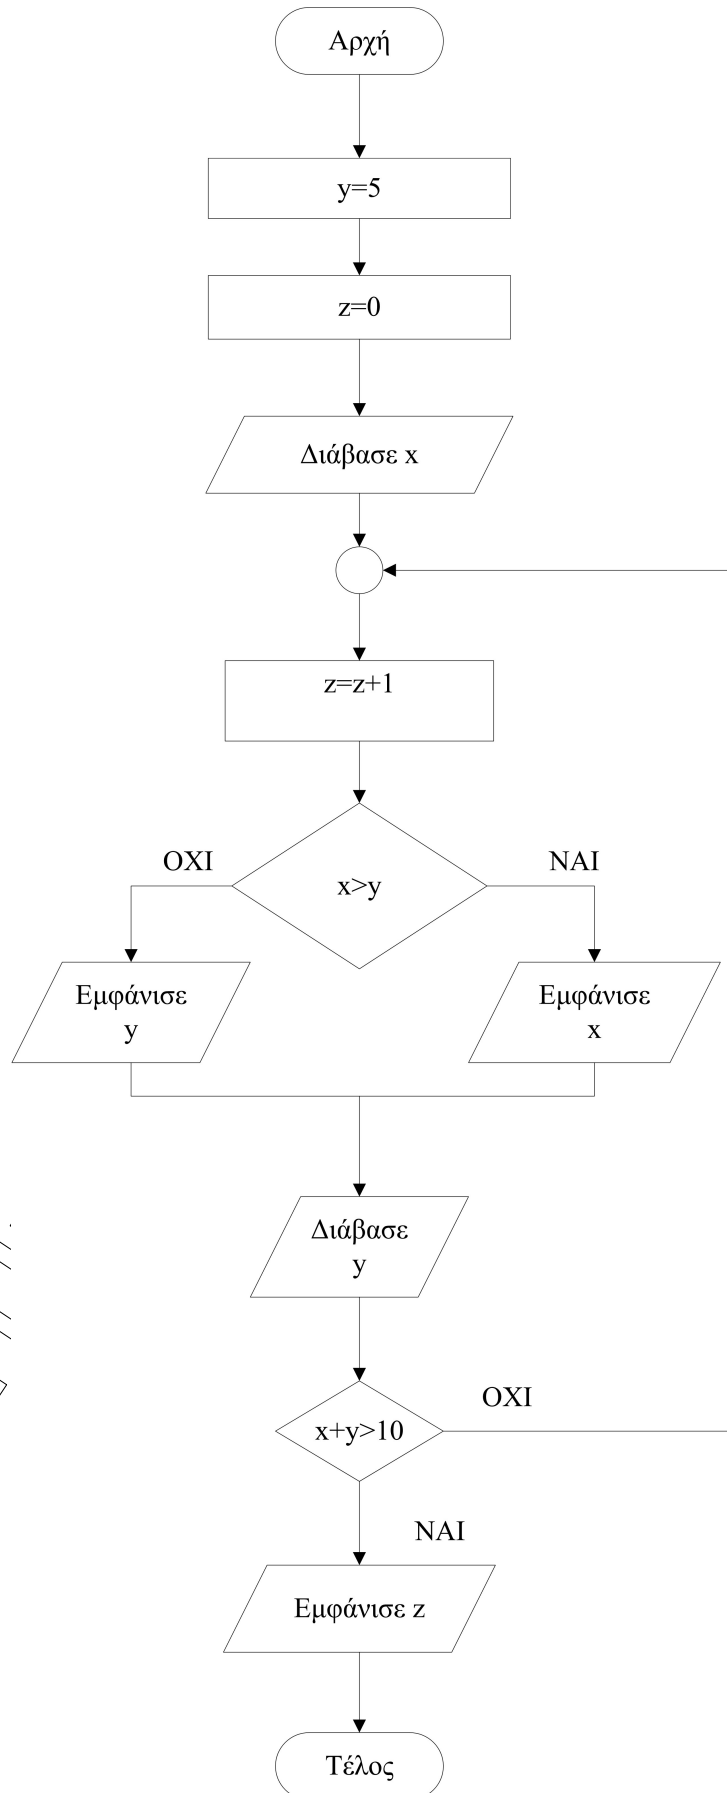 Αρχή
y=5
z=0
Διάβασε x
z=z+1
ΟΧΙ
ΝΑΙ
x>y
Εμφάνισε
y
Εμφάνισε
x
Διάβασε
y
ΟΧΙ
x+y>10
ΝΑΙ
Εμφάνισε z
Τέλος